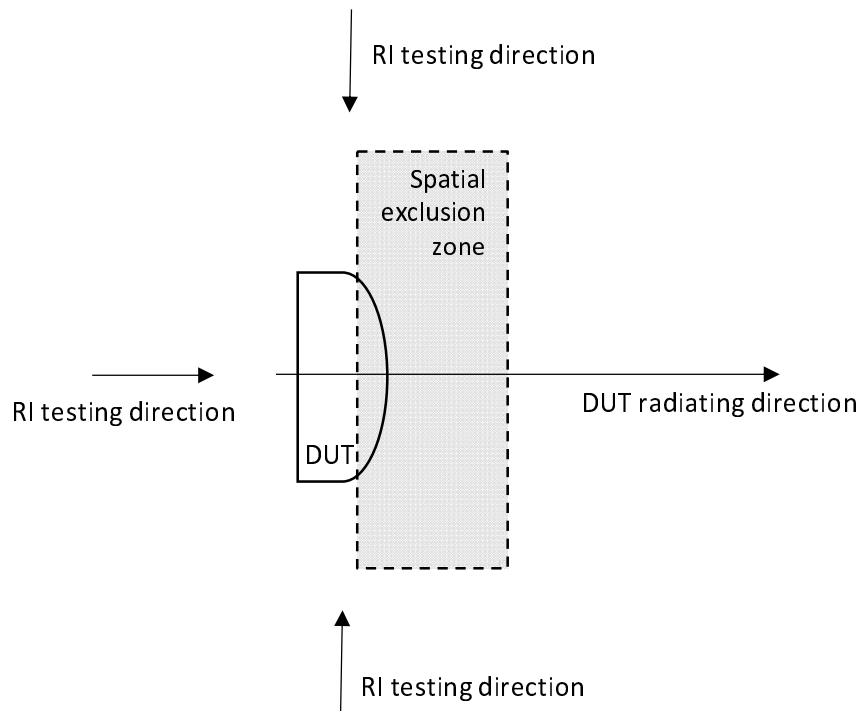 RI testing direction
Spatial
exclusion
zone
RI testing direction
DUT radiating direction
DUT
RI testing direction